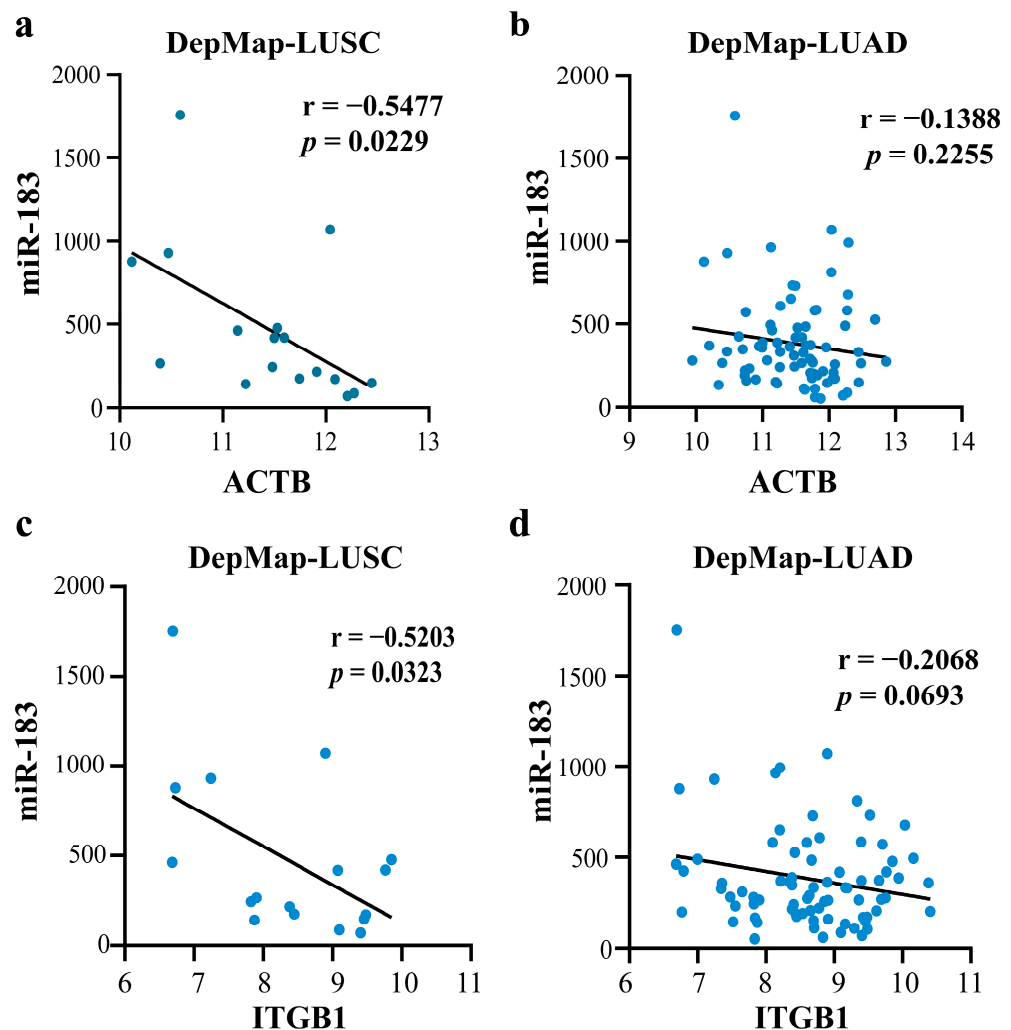 a
DepMap-LUSC
r = −0.5477
p = 0.0229
miR-183
2000
1500
1000
500
0
10 11 12 13
ACTB
b
DepMap-LUAD
r = −0.1388
p = 0.2255
miR-183
2000
1500
1000
500
0
9 10 11 12 13 14
ACTB
c
DepMap-LUSC
r = −0.5203
p = 0.0323
miR-183
2000
1500
1000
500
0
6 7 8 9 10 11
ITGB1
d
DepMap-LUAD
r = −0.2068
p = 0.0693
miR-183
2000
1500
1000
500
0
6 7 8 9 10 11
ITGB1